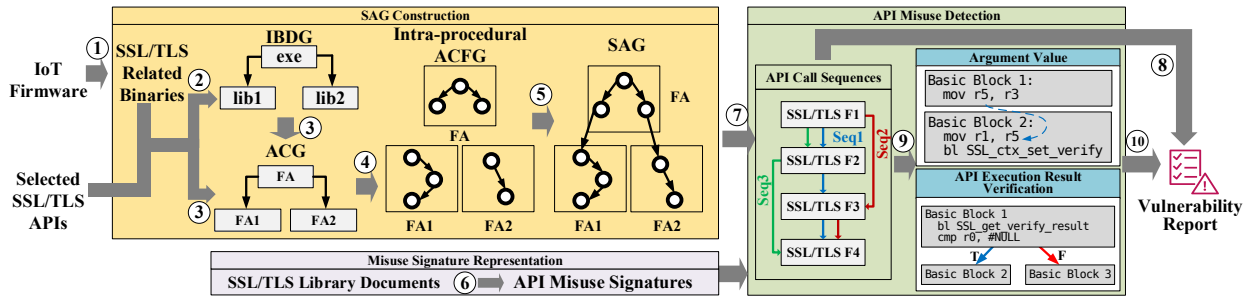 SAG Construction
API Misuse Detection
1
IoT
Firmware
SSL/TLS
Related
Binaries
Selected
SSL/TLS
APIs
2
IBDG
exe
lib1
lib2
3
3
ACG
FA
FA1
FA2
4
Intra-procedural
ACFG
FA
FA1
FA2
5
SAG
FA
FA1
FA2
Misuse Signature Representation
SSL/TLS Library Documents
6
API Misuse Signatures
7
API Call Sequences
SSL/TLS F1
Seq1
SSL/TLS F2
Seq2
Seq3
SSL/TLS F3
SSL/TLS F4
8
9
Argument Value
Basic Block 1:
mov r5, r3
Basic Block 2:
mov r1, r5
bl SSL_ctx_set_verify
API Execution Result
Verification
Basic Block 1
bl SSL_get_verify_result
cmp r0, #NULL
T
F
Basic Block 2
Basic Block 3
10
Vulnerability
Report